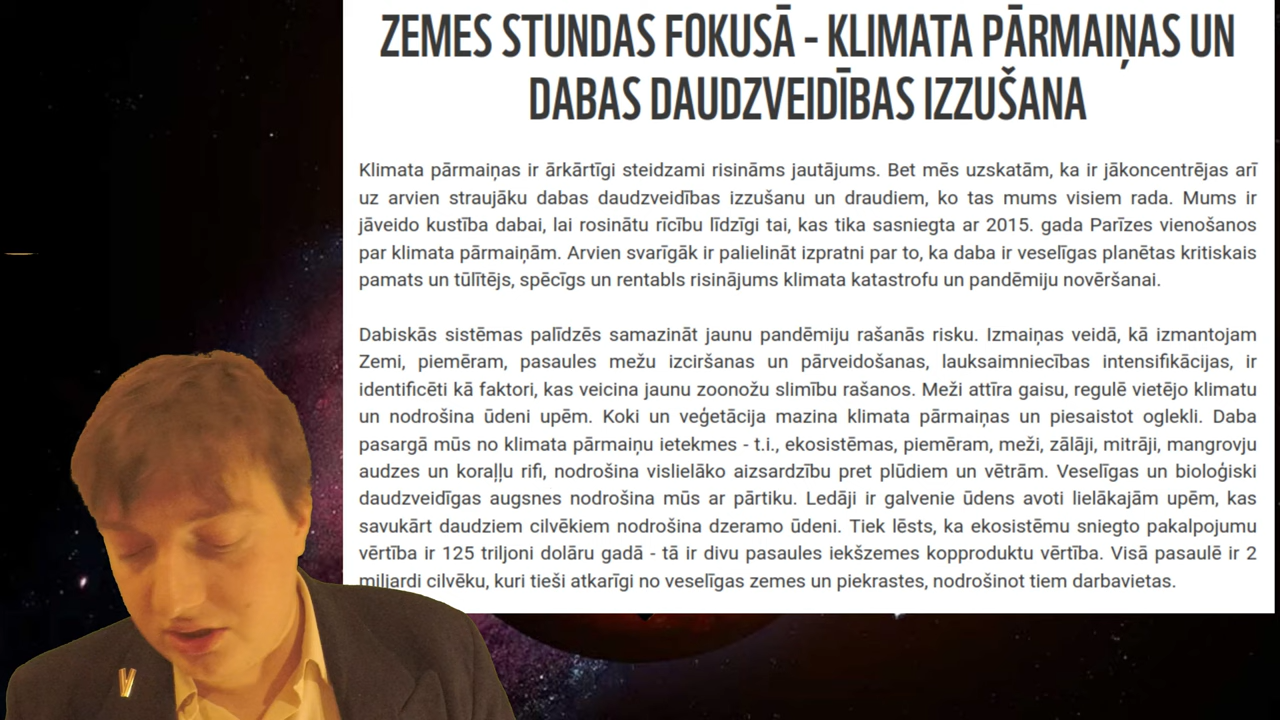 ZEMES STUNDAS FOKUSĀ - KLIMATA PĀRMAIŅAS UN
DABAS DAUDZVEIDĪBAS IZZUŠANA
Klimata pārmaiņas ir ārkārtīgi steidzami risināms jautājums. Bet mēs uzskatām, ka ir jākoncentrējas arī
uz arvien straujāku dabas daudzveidības izzušanu un draudiem, ko tas mums visiem rada. Mums ir
jāveido kustība dabai, lai rosinātu rīcību līdzīgi tai, kas tika sasniegta ar 2015. gada Parīzes vienošanos
par klimata pārmaiņām. Arvien svarīgāk ir palielināt izpratni par to, ka daba ir veselīgas planētas kritiskais
pamats un tūlītējs, spēcīgs un rentabls risinājums klimata katastrofu un pandēmiju novēršanai.
Dabiskās sistēmas palīdzēs samazināt jaunu pandēmiju rašanās risku. Izmaiņas veidā, kā izmantojam
Zemi, piemēram, pasaules mežu izciršanas un pārveidošanas, lauksaimniecības intensifikācijas, ir
identificēti kā faktori, kas veicina jaunu zoonožu slimību rašanos. Meži attīra gaisu, regulē vietējo klimatu
un nodrošina ūdeni upēm. Koki un veģetācija mazina klimata pārmaiņas un piesaistot oglekli. Daba
pasargā mūs no klimata pārmaiņu ietekmes - t.i., ekosistēmas, piemēram, meži, zālāji, mitrāji, mangrovju
audzes un koraļļu rifi, nodrošina vislielāko aizsardzību pret plūdiem un vētrām. Veselīgas un bioloģiski
daudzveidīgas augsnes nodrošina mūs ar pārtiku. Ledāji ir galvenie ūdens avoti lielākajām upēm, kas
savukārt daudziem cilvēkiem nodrošina dzeramo ūdeni. Tiek lēsts, ka ekosistēmu sniegto pakalpojumu
vērtība ir 125 triljoni dolāru gadā - tā ir divu pasaules iekšzemes kopproduktu vērtība. Visā pasaulē ir 2
miljardi cilvēku, kuri tieši atkarīgi no veselīgas zemes un piekrastes, nodrošinot tiem darbavietas.